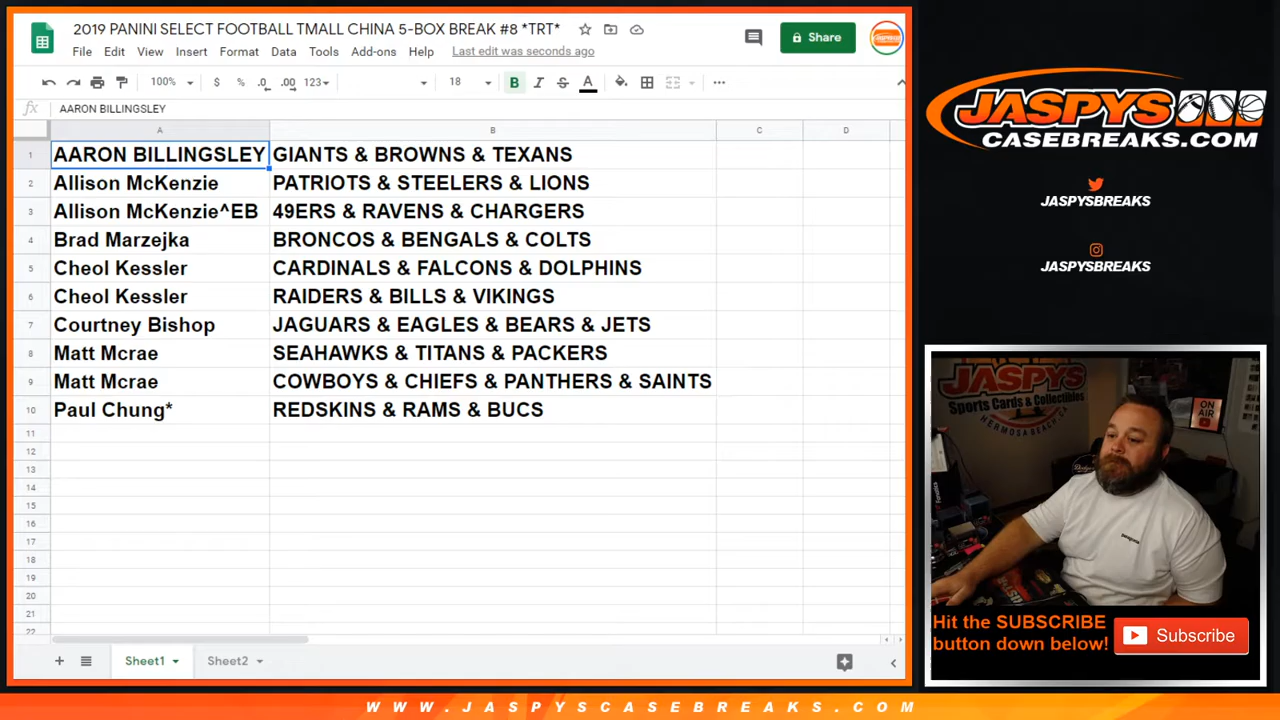 2019 PANINI SELECT FOOTBALL TMALL CHINA 5-BOX BREAK #8 *TRT*
File Edit View Insert Format Data Tools Add-ons Help Last edit was seconds ago
Share
100% $ % .0 .00 123 18 B I S A
fx AARON BILLINGSLEY
A B C D
1 AARON BILLINGSLEY GIANTS & BROWNS & TEXANS
2 Allison McKenzie PATRIOTS & STEELERS & LIONS
3 Allison McKenzie^EB 49ERS & RAVENS & CHARGERS
4 Brad Marzejka BRONCOS & BENGALS & COLTS
5 Cheol Kessler CARDINALS & FALCONS & DOLPHINS
6 Cheol Kessler RAIDERS & BILLS & VIKINGS
7 Courtney Bishop JAGUARS & EAGLES & BEARS & JETS
8 Matt Mcrae SEAHAWKS & TITANS & PACKERS
9 Matt Mcrae COWBOYS & CHIEFS & PANTHERS & SAINTS
10 Paul Chung* REDSKINS & RAMS & BUCS
11
12
13
14
15
16
17
18
19
20
21
22
Sheet1 Sheet2
JASPYS
CASEBREAKS.COM
JASPYSBREAKS
JASPYSBREAKS
JASPYS
Sports Cards & Collectibles
HERMOSA BEACH, CA
ON AIR
Hit the SUBSCRIBE
button down below!
Subscribe
WWW.JASPYSCASEBREAKS.COM